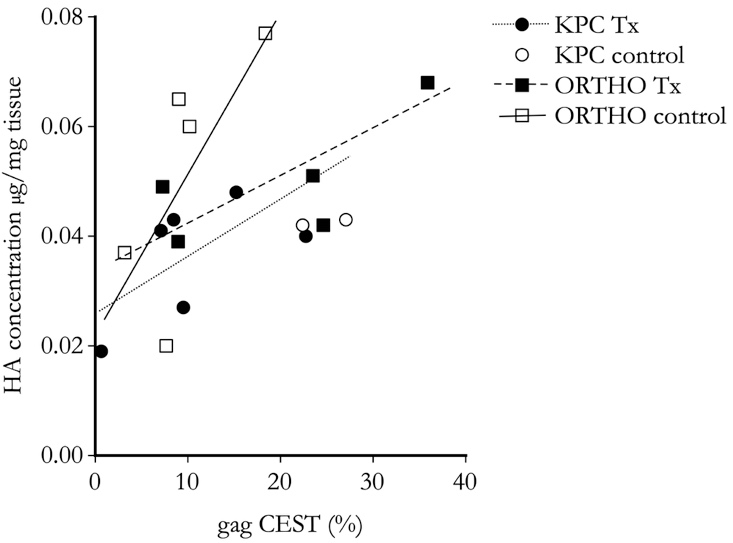 0.08
0.06
0.04
0.02
0.00
HA concentration µg/mg tissue
0
10
20
30
40
gag CEST (%)
KPC Tx
KPC control
ORTHO Tx
ORTHO control